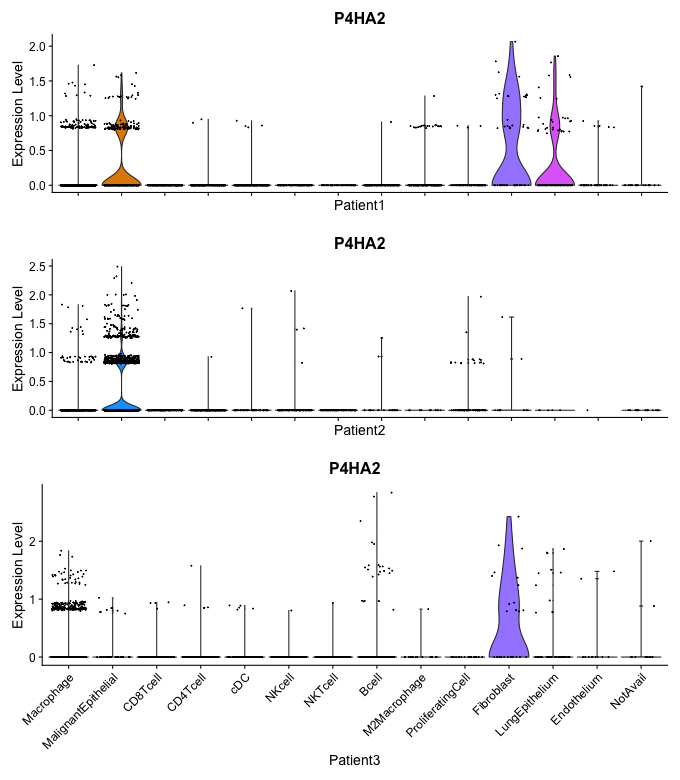 P4HA2
Expression Level
2.0
1.5
1.0
0.5
0.0
Patient1
P4HA2
Expression Level
2.5
2.0
1.5
1.0
0.5
0.0
Patient2
P4HA2
Expression Level
2
1
0
Macrophage
MalignantEpithelial
CD8Tcell
CD4Tcell
cDC
NKcell
NKTcell
Bcell
M2Macrophage
ProliferatingCell
Fibroblast
LungEpithelium
Endothelium
NotAvail
Patient3